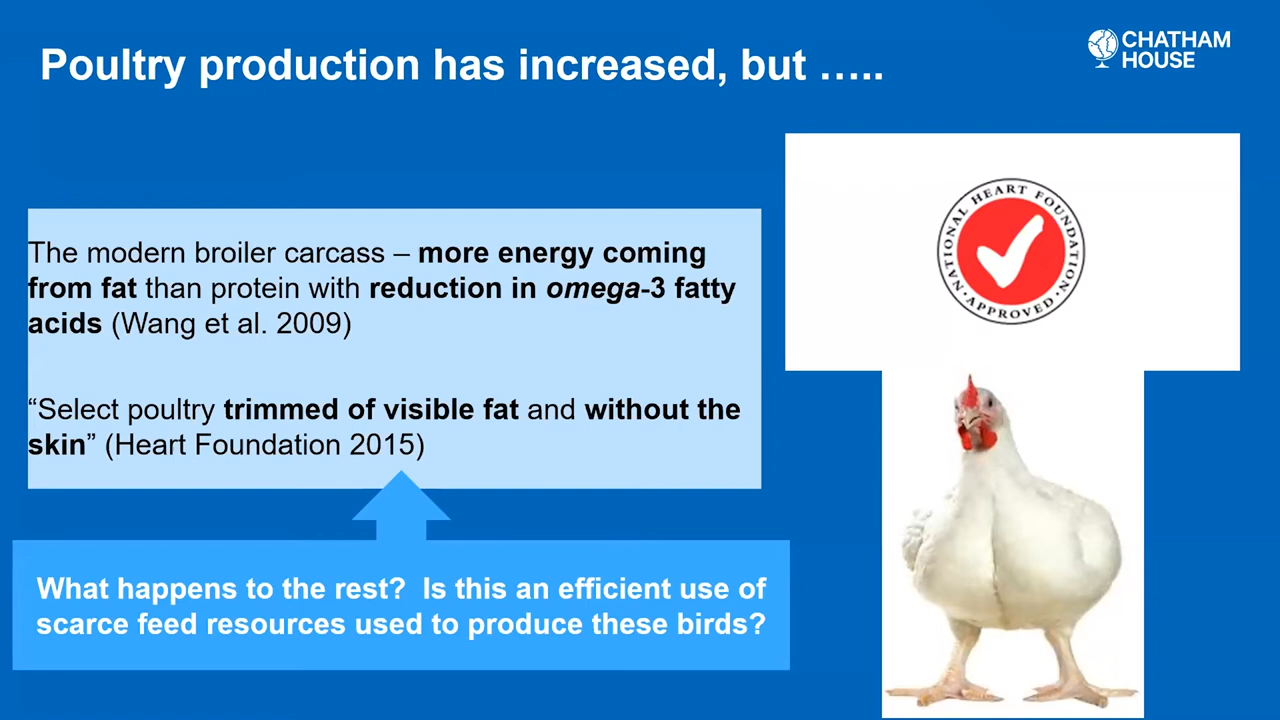 Poultry production has increased, but …..
CHATHAM
HOUSE
NATIONAL HEART FOUNDATION
• APPROVED •
The modern broiler carcass – more energy coming
from fat than protein with reduction in omega-3 fatty
acids (Wang et al. 2009)
“Select poultry trimmed of visible fat and without the
skin” (Heart Foundation 2015)
What happens to the rest?  Is this an efficient use of
scarce feed resources used to produce these birds?